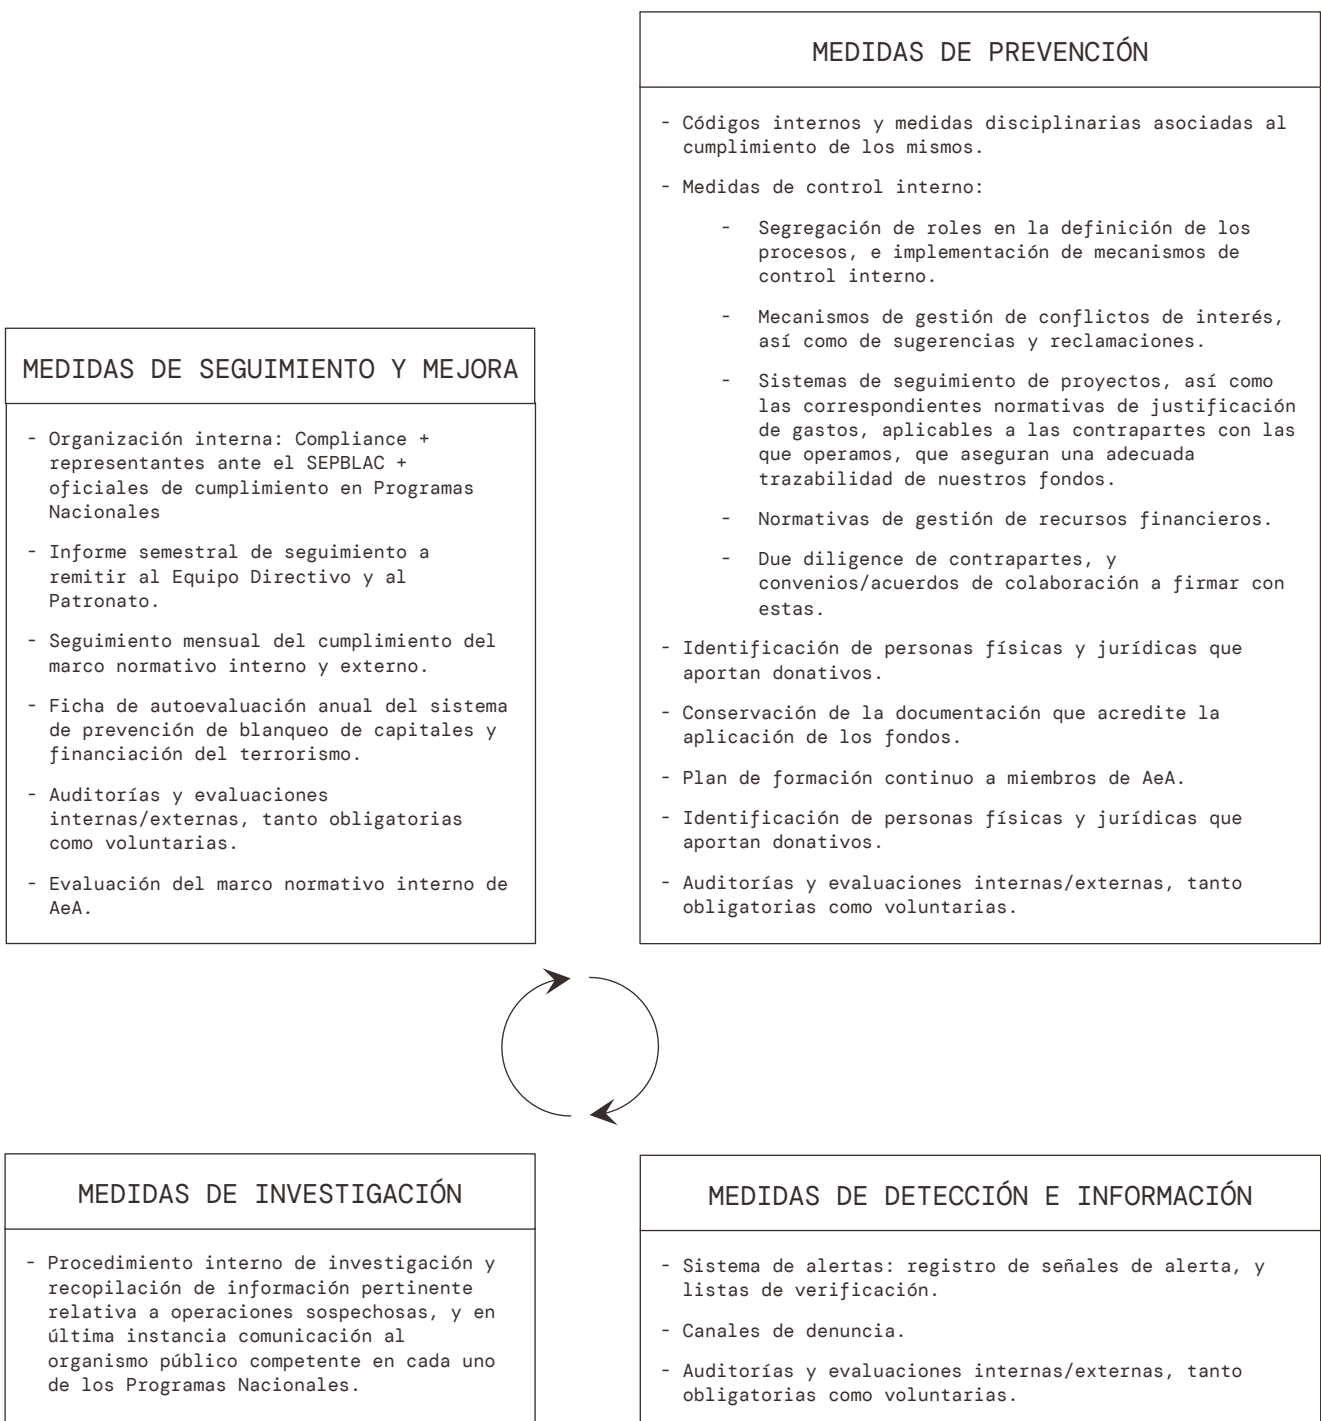 MEDIDAS DE PREVENCIÓN
- Códigos internos y medidas disciplinarias asociadas al
cumplimiento de los mismos.
- Medidas de control interno:
- Segregación de roles en la definición de los
procesos, e implementación de mecanismos de
control interno.
- Mecanismos de gestión de conflictos de interés,
así como de sugerencias y reclamaciones.
- Sistemas de seguimiento de proyectos, así como
las correspondientes normativas de justificación
de gastos, aplicables a las contrapartes con las
que operamos, que aseguran una adecuada
trazabilidad de nuestros fondos.
- Normativas de gestión de recursos financieros.
- Due diligence de contrapartes, y
convenios/acuerdos de colaboración a firmar con
estas.
- Identificación de personas físicas y jurídicas que
aportan donativos.
- Conservación de la documentación que acredite la
aplicación de los fondos.
- Plan de formación continuo a miembros de AeA.
- Identificación de personas físicas y jurídicas que
aportan donativos.
- Auditorías y evaluaciones internas/externas, tanto
obligatorias como voluntarias.
MEDIDAS DE SEGUIMIENTO Y MEJORA
- Organización interna: Compliance +
representantes ante el SEPBLAC +
oficiales de cumplimiento en Programas
Nacionales
- Informe semestral de seguimiento a
remitir al Equipo Directivo y al
Patronato.
- Seguimiento mensual del cumplimiento del
marco normativo interno y externo.
- Ficha de autoevaluación anual del sistema
de prevención de blanqueo de capitales y
financiación del terrorismo.
- Auditorías y evaluaciones
internas/externas, tanto obligatorias
como voluntarias.
- Evaluación del marco normativo interno de
AeA.
MEDIDAS DE INVESTIGACIÓN
- Procedimiento interno de investigación y
recopilación de información pertinente
relativa a operaciones sospechosas, y en
última instancia comunicación al
organismo público competente en cada uno
de los Programas Nacionales.
MEDIDAS DE DETECCIÓN E INFORMACIÓN
- Sistema de alertas: registro de señales de alerta, y
listas de verificación.
- Canales de denuncia.
- Auditorías y evaluaciones internas/externas, tanto
obligatorias como voluntarias.